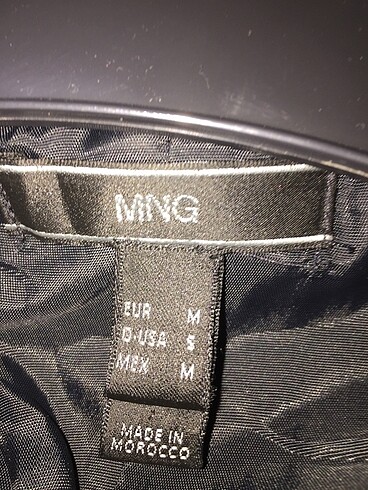 MNG
EUR M
D-USA S
MEX M
MADE IN
MOROCCO